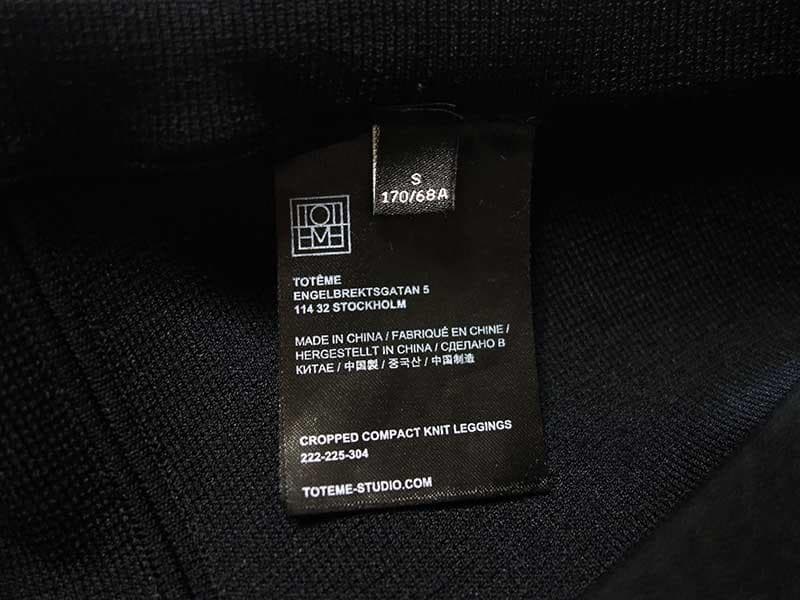 S
170/68A
TOT
EME
TOTÊME
ENGELBREKTSGATAN 5
114 32 STOCKHOLM
MADE IN CHINA / FABRIQUÉ EN CHINE /
HERGESTELLT IN CHINA / СДЕЛАНО В
КИТАЕ / 中国製 / 중국산 / 中国制造
CROPPED COMPACT KNIT LEGGINGS
222-225-304
TOTEME-STUDIO.COM